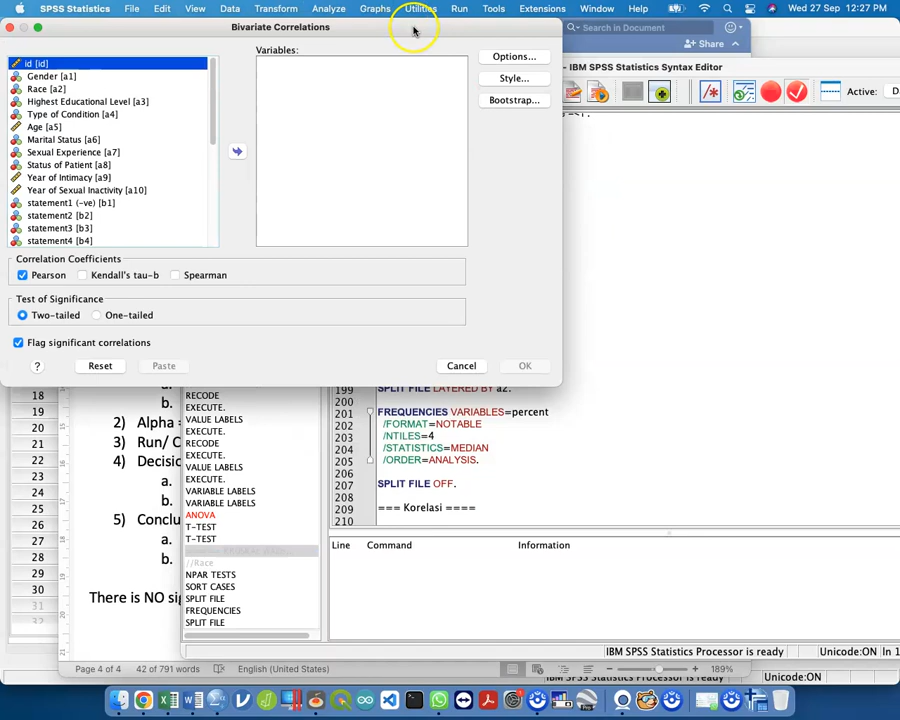 SPSS Statistics File Edit View Data Transform Analyze Graphs Utilities Run Tools Extensions Window Help Wed 27 Sep 12:27 PM
Bivariate Correlations
Search in Document
Share
Variables:
id [id]
Gender [a1]
Race [a2]
Highest Educational Level [a3]
Type of Condition [a4]
Age [a5]
Marital Status [a6]
Sexual Experience [a7]
Status of Patient [a8]
Year of Intimacy [a9]
Year of Sexual Inactivity [a10]
statement1 (-ve) [b1]
statement2 [b2]
statement3 [b3]
statement4 [b4]
Options...
Style...
Bootstrap...
- IBM SPSS Statistics Syntax Editor
Active:
Correlation Coefficients
Pearson Kendall's tau-b Spearman
Test of Significance
Two-tailed One-tailed
Flag significant correlations
? Reset Paste Cancel OK
18
19
20
21
22
23
24
25
26
27
28
29
30
31
32
a.
b.
2) Alpha =
3) Run/ C
4) Decisio
a.
b.
5) Conclu
a.
b.
There is NO sig
RECODE
EXECUTE.
VALUE LABELS
EXECUTE.
RECODE
EXECUTE.
VALUE LABELS
EXECUTE.
VARIABLE LABELS
VARIABLE LABELS
ANOVA
T-TEST
T-TEST
//Race
NPAR TESTS
SORT CASES
SPLIT FILE
FREQUENCIES
SPLIT FILE
199 SPLIT FILE LAYERED BY a2.
200
201 FREQUENCIES VARIABLES=percent
202 /FORMAT=NOTABLE
203 /NTILES=4
204 /STATISTICS=MEDIAN
205 /ORDER=ANALYSIS.
206
207 SPLIT FILE OFF.
208
209 === Korelasi ====
210
Line Command Information
IBM SPSS Statistics Processor is ready Unicode:ON In 1
Page 4 of 4 42 of 791 words English (United States) 189%
IBM SPSS Statistics Processor is ready Unicode:ON